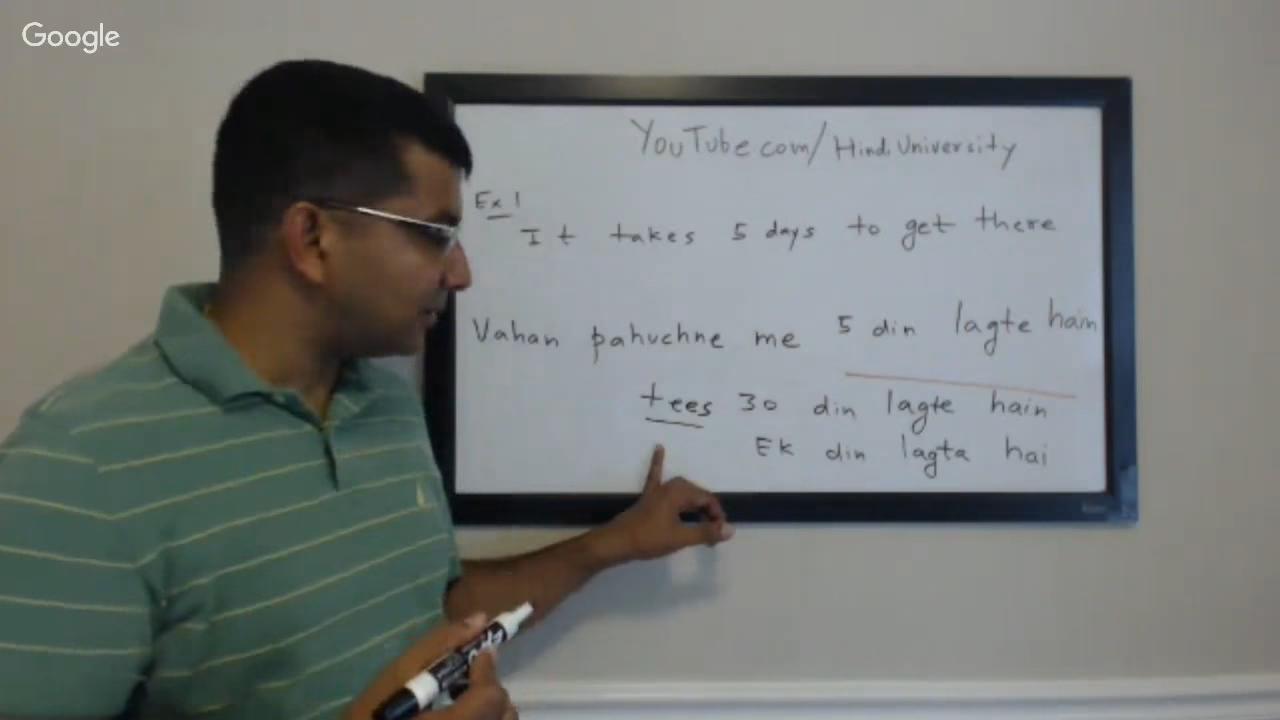 Google
YouTube.com/HindiUniversity
Ex 1
It takes 5 days to get there
Vahan pahuchne me 5 din lagte hain
tees 30 din lagte hain
Ek din lagta hai